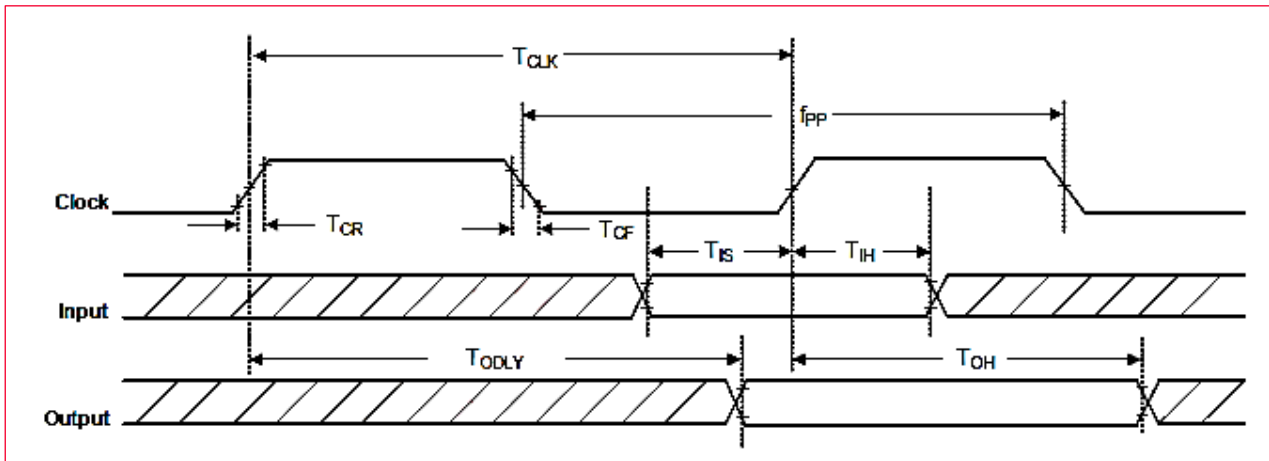 TCLK
fPP
Clock
TCR
TCF
TIS
TIH
Input
TODLY
TOH
Output